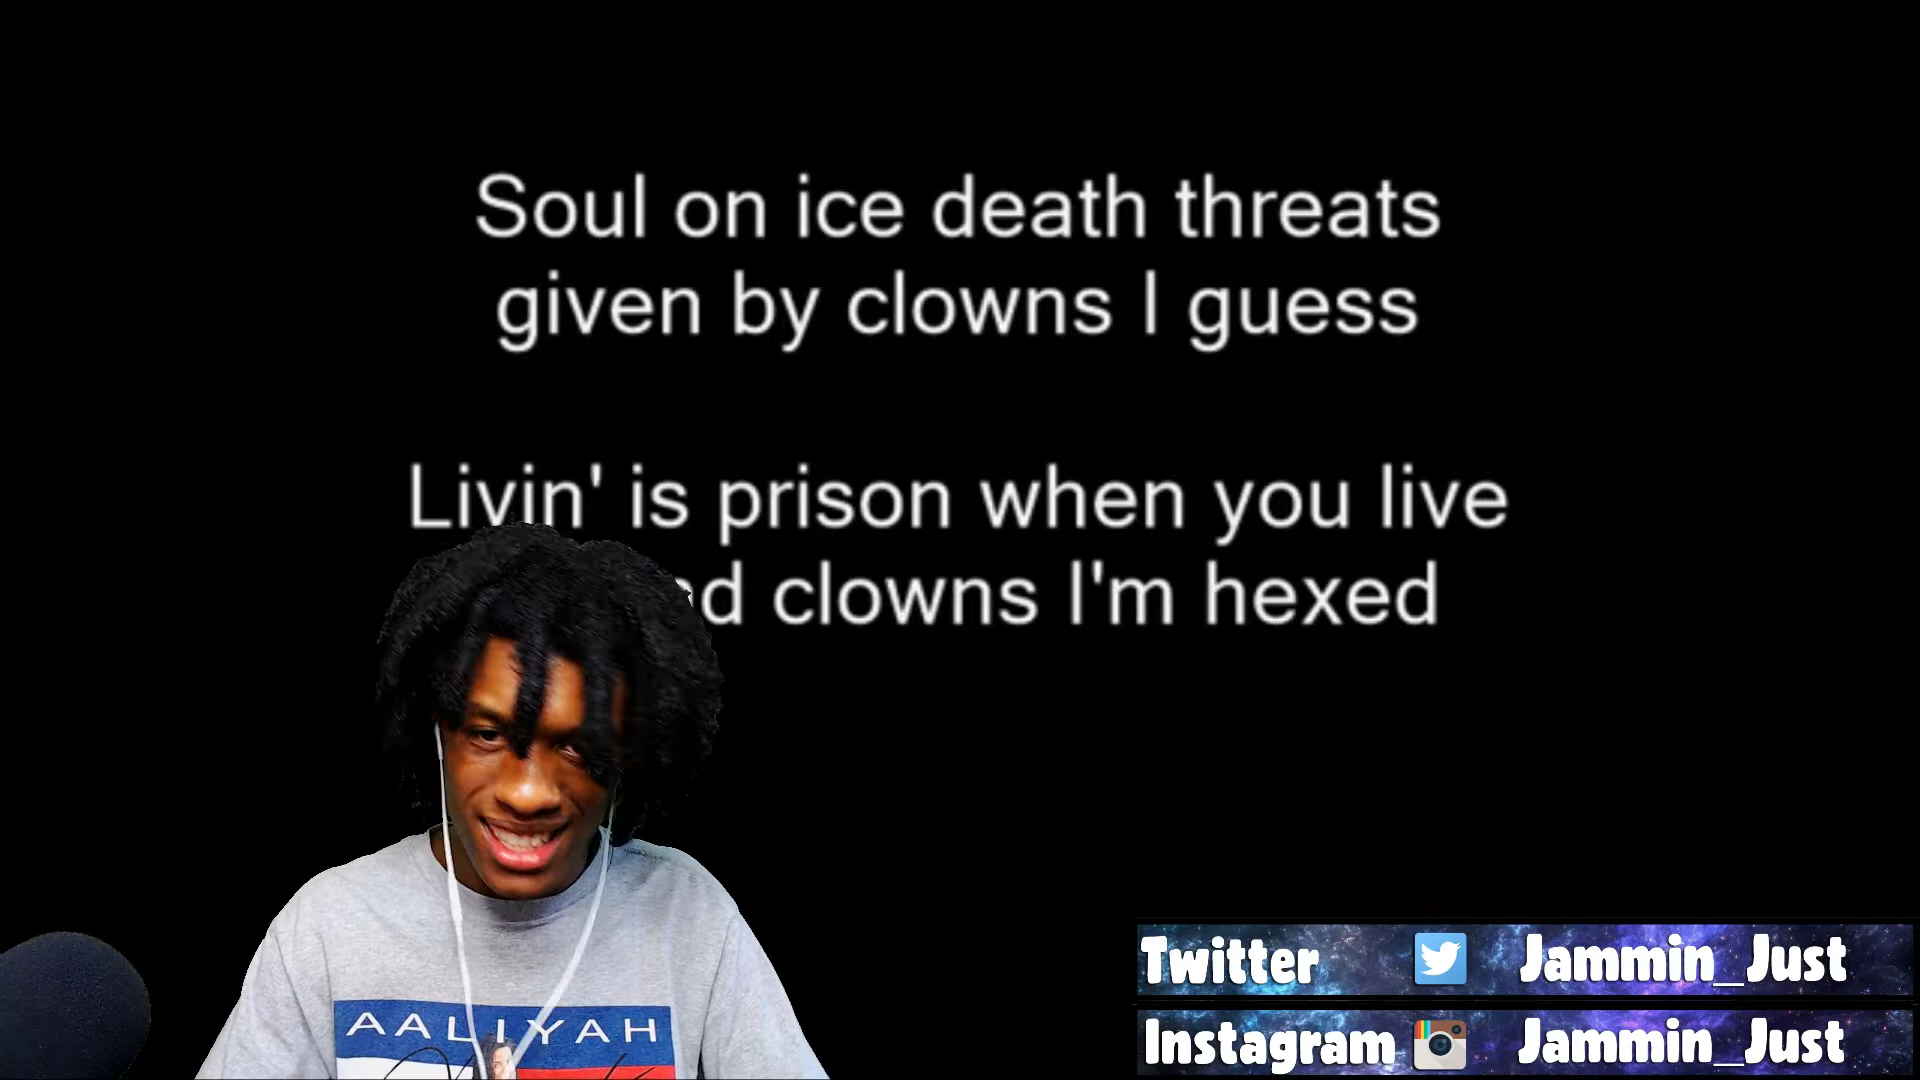 Soul on ice death threats
given by clowns I guess
Livin' is prison when you live
clowns I'm hexed
AALIYAH
Twitter Jammin_Just
Instagram Jammin_Just